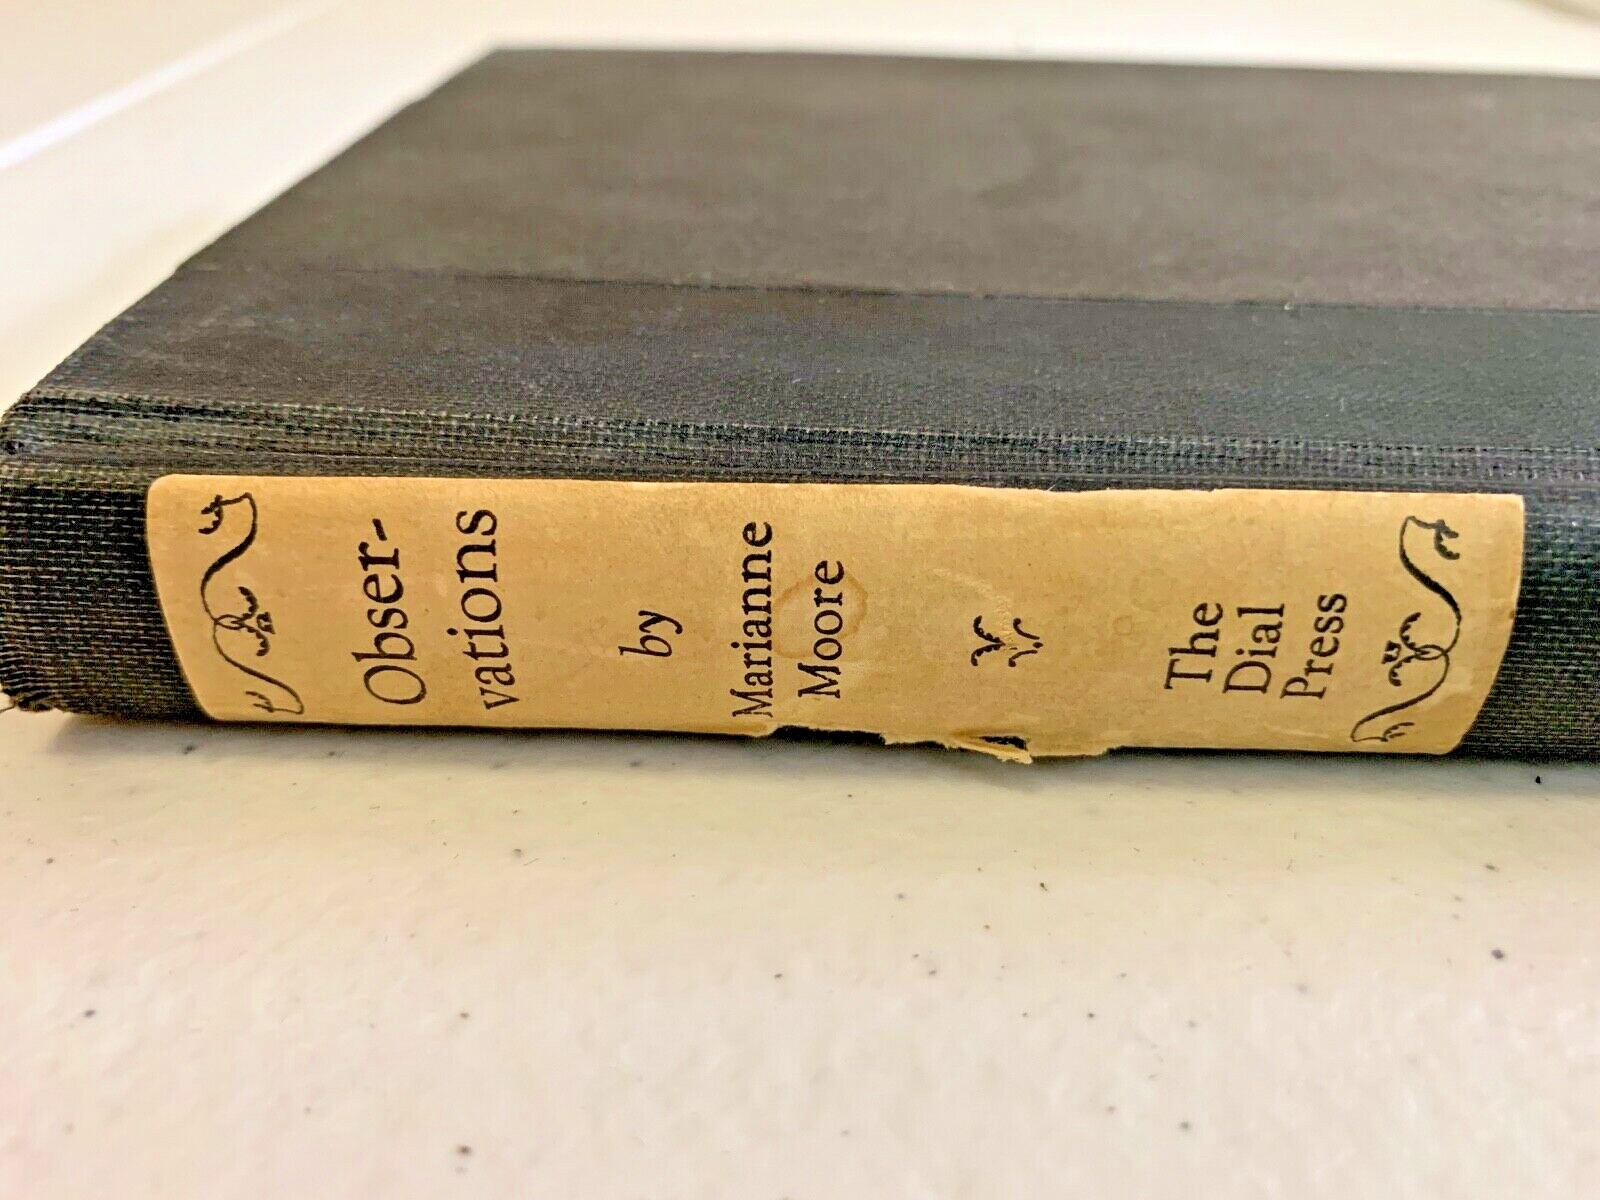 Obser-
vations
by
Marianne
Moore
The
Dial
Press